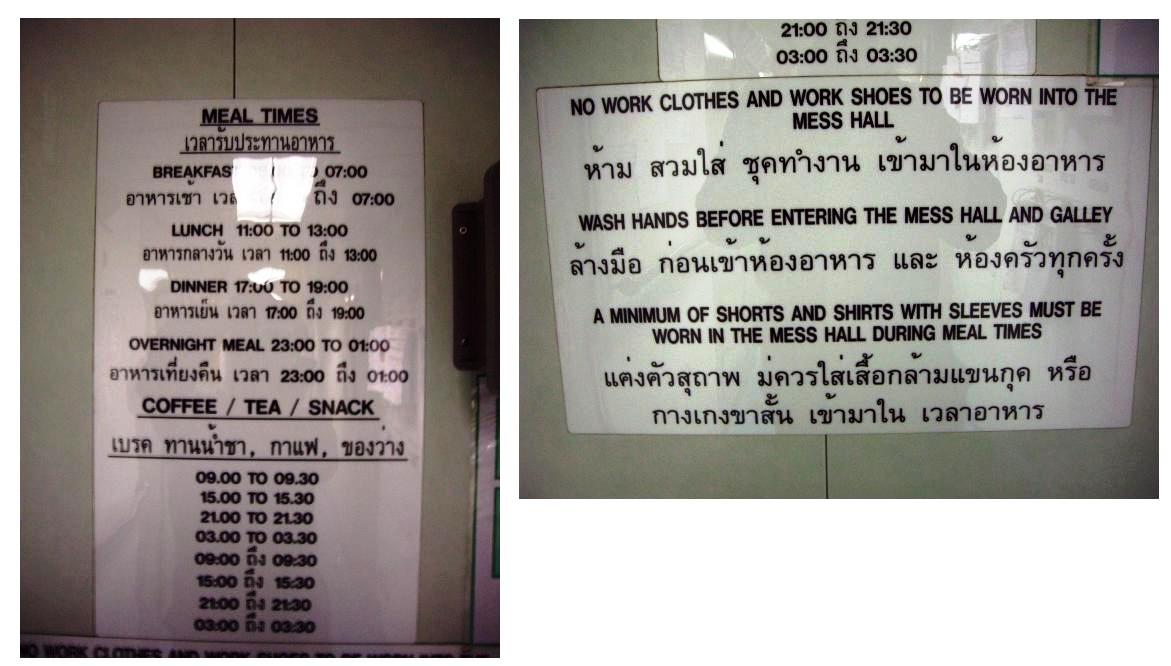 MEAL TIMES
เวลารับประทานอาหาร
BREAKFAST TO 07:00
อาหารเช้า ถึง 07:00
LUNCH 11:00 TO 13:00
อาหารกลางวัน เวลา 11:00 ถึง 13:00
DINNER 17:00 TO 19:00
อาหารเย็น เวลา 17:00 ถึง 19:00
OVERNIGHT MEAL 23:00 TO 01:00
อาหารเที่ยงคืน เวลา 23:00 ถึง 01:00
COFFEE / TEA / SNACK
เบรค ทานน้ำชา, กาแฟ, ของว่าง
09.00 TO 09.30
15.00 TO 15.30
21.00 TO 21.30
03.00 TO 03.30
09:00 ถึง 09:30
15:00 ถึง 15:30
21:00 ถึง 21:30
03:00 ถึง 03:30
NO WORK CLOTHES AND WORK SHOES TO BE WORN INTO THE
21:00 ถึง 21:30
03:00 ถึง 03:30
NO WORK CLOTHES AND WORK SHOES TO BE WORN INTO THE
MESS HALL
ห้าม สวมใส่ ชุดทำงาน เข้ามาในห้องอาหาร
WASH HANDS BEFORE ENTERING THE MESS HALL AND GALLEY
ล้างมือ ก่อนเข้าห้องอาหาร และ ห้องครัวทุกครั้ง
A MINIMUM OF SHORTS AND SHIRTS WITH SLEEVES MUST BE
WORN IN THE MESS HALL DURING MEAL TIMES
แต่งตัวสุภาพ ม่ควรใส่เสื้อกล้ามแขนกุด หรือ
กางเกงขาสั้น เข้ามาใน เวลาอาหาร